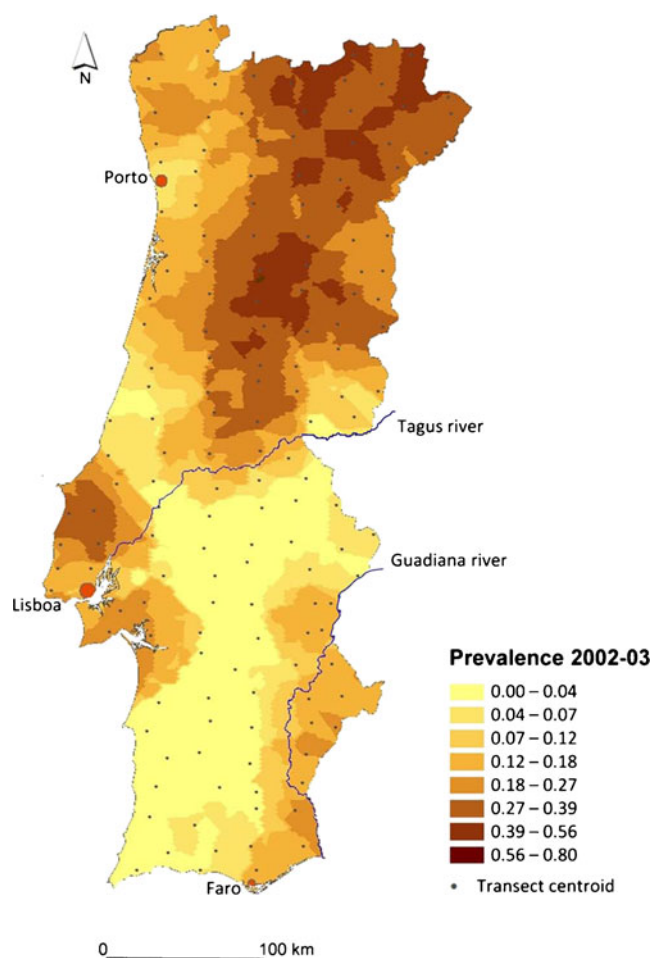 N
Porto
Tagus river
Guadiana river
Lisboa
Prevalence 2002-03
0.00 – 0.04
0.04 – 0.07
0.07 – 0.12
0.12 – 0.18
0.18 – 0.27
0.27 – 0.39
0.39 – 0.56
0.56 – 0.80
Transect centroid
Faro
0 100 km